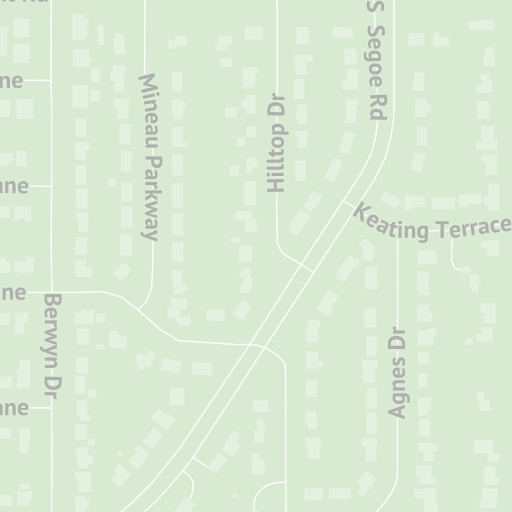 S Segoe Rd
Mineau Parkway
Hilltop Dr
Keating Terrace
Berwyn Dr
Agnes Dr